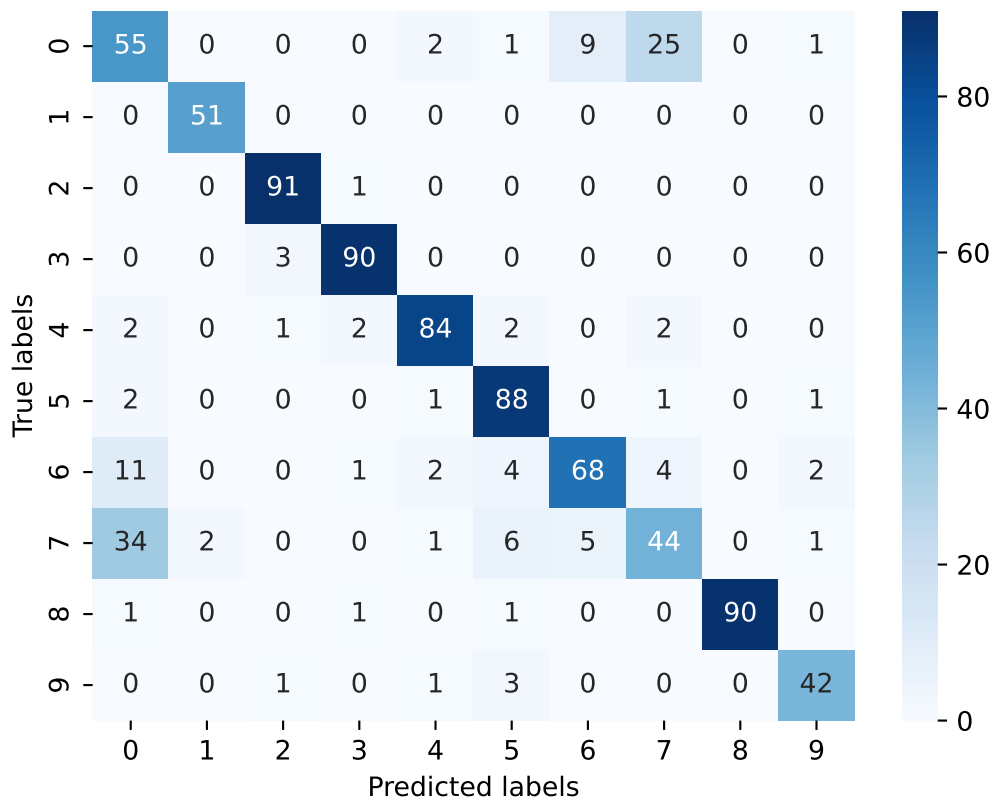 0 55 0 0 0 2 1 9 25 0 1
1 0 51 0 0 0 0 0 0 0 0
2 0 0 91 1 0 0 0 0 0 0
3 0 0 3 90 0 0 0 0 0 0
4 2 0 1 2 84 2 0 2 0 0
5 2 0 0 0 1 88 0 1 0 1
6 11 0 0 1 2 4 68 4 0 2
7 34 2 0 0 1 6 5 44 0 1
8 1 0 0 1 0 1 0 0 90 0
9 0 0 1 0 1 3 0 0 0 42
0 1 2 3 4 5 6 7 8 9
Predicted labels
True labels
80
60
40
20
0